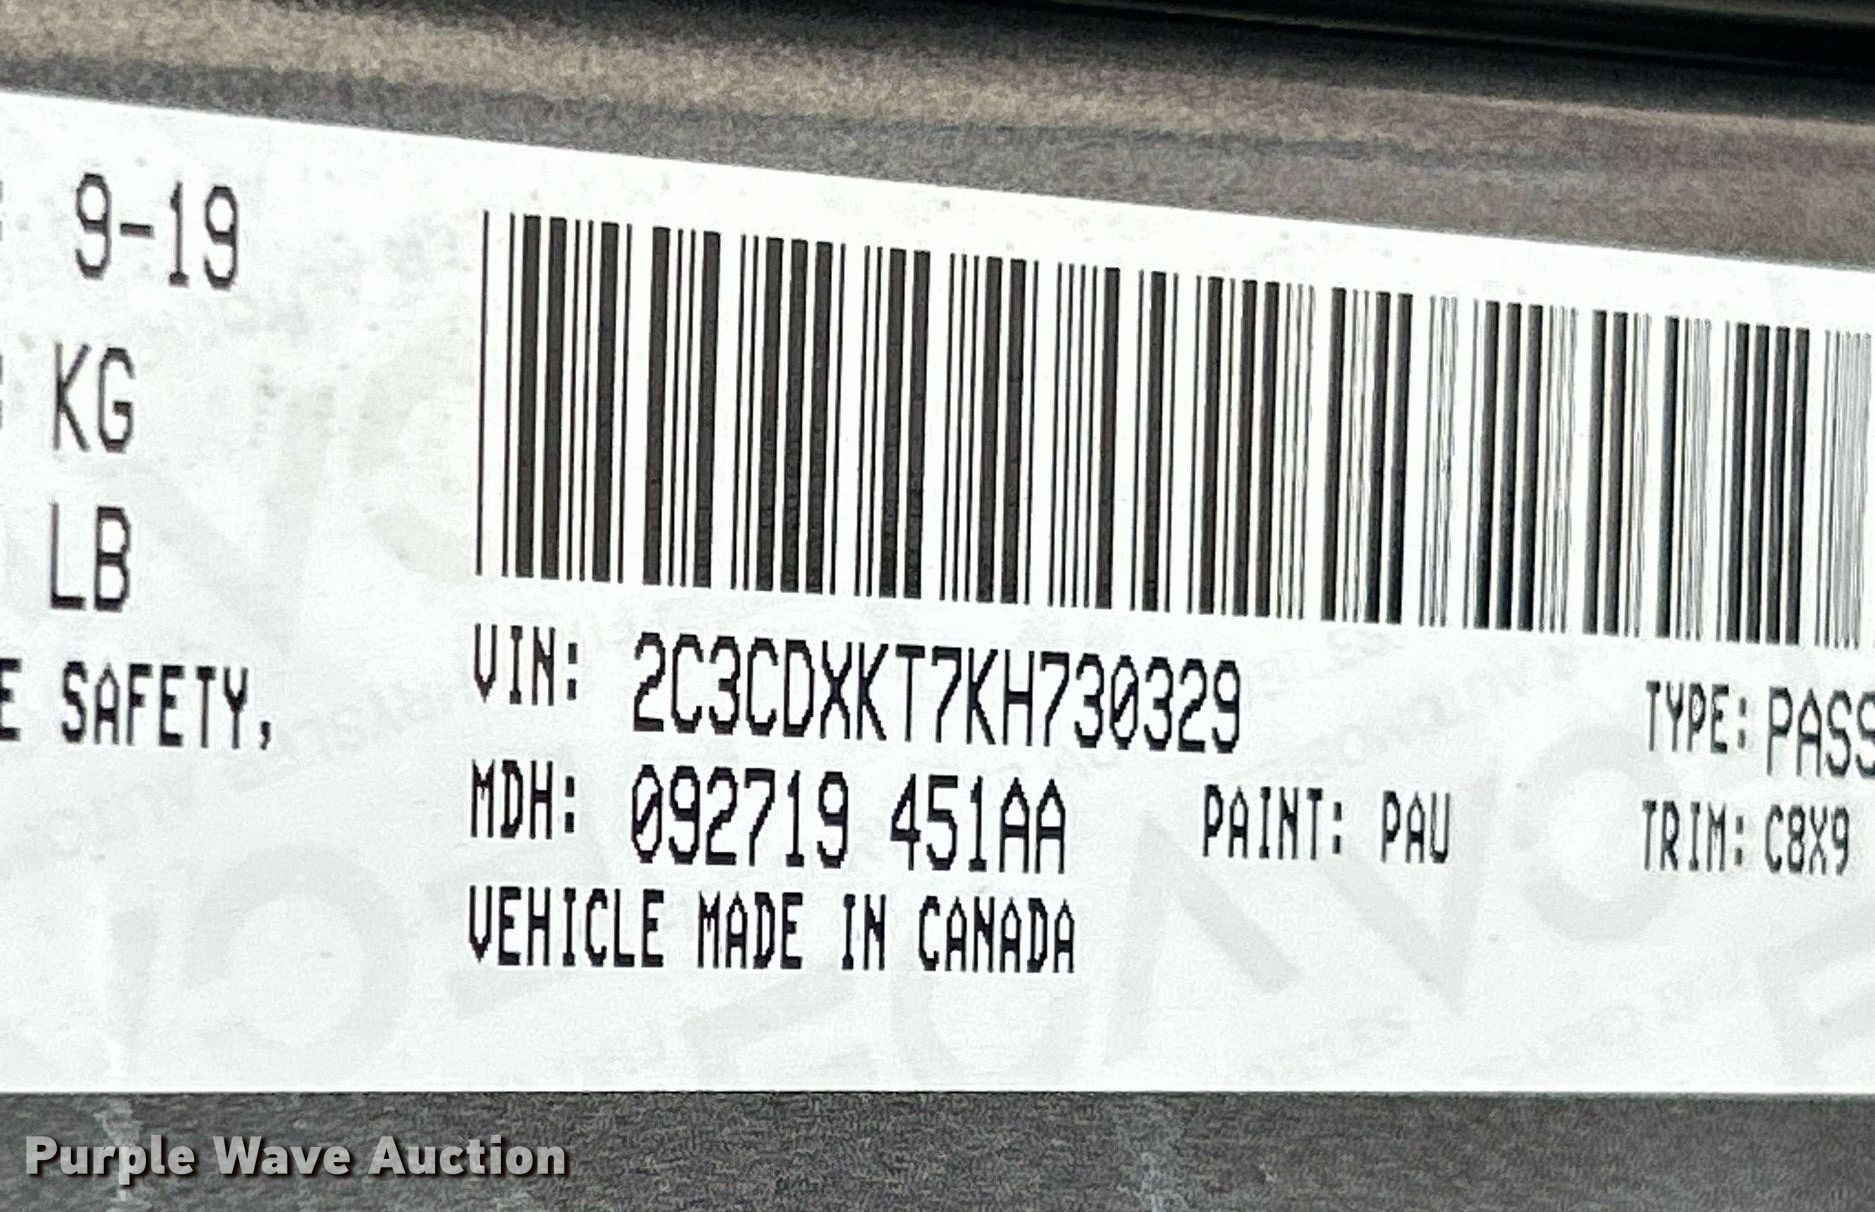 9-19
KG
LB
E SAFETY,
VIN: 2C3CDXKT7KH730329
TYPE: PASS
MDH: 092719 451AA
PAINT: PAU
TRIM: C8X9
VEHICLE MADE IN CANADA
Purple Wave Auction